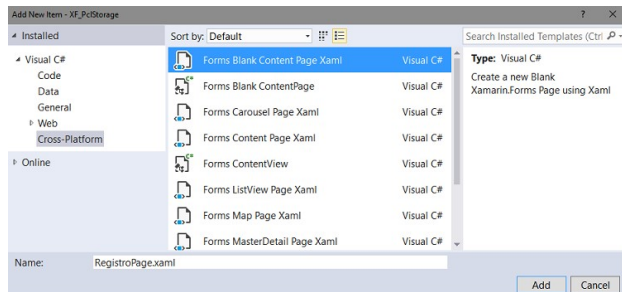 Add New Item - XF_PclStorage ? ×
Installed
Sort by: Default
Search Installed Templates (Ctrl
Visual C#
Code
Data
General
Web
Cross-Platform
Online
Forms Blank Content Page Xaml Visual C#
Forms Blank ContentPage Visual C#
Forms Carousel Page Xaml Visual C#
Forms Content Page Xaml Visual C#
Forms ContentView Visual C#
Forms ListView Page Xaml Visual C#
Forms Map Page Xaml Visual C#
Forms MasterDetail Page Xaml Visual C#
Type: Visual C#
Create a new Blank
Xamarin.Forms Page using Xaml
Name: RegistroPage.xaml
Add Cancel